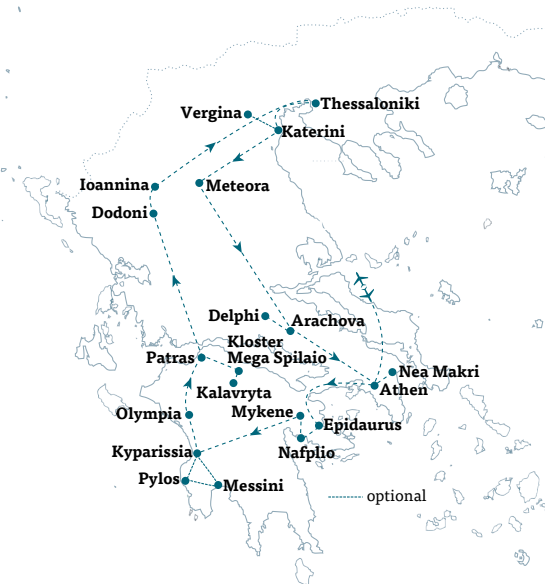 Thessaloniki
Vergina
Katerini
Ioannina
Meteora
Dodoni
Delphi
Arachova
Kloster
Mega Spilaio
Patras
Nea Makri
Athen
Kalavryta
Mykene
Olympia
Epidaurus
Kyparissia
Nafplio
Pylos
Messini
optional